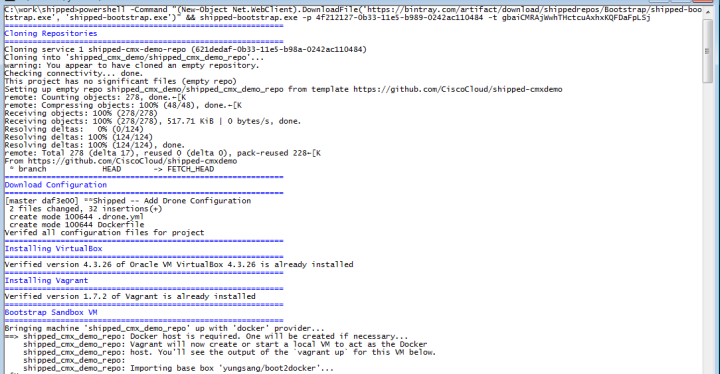 C:\work\shipped>powershell -Command "(New-Object Net.WebClient).DownloadFile('https://bintray.com/artifact/download/shippedrepos/Bootstrap/shipped-boo
tstrap.exe', 'shipped-bootstrap.exe')" && shipped-bootstrap.exe -p 4f212127-0b33-11e5-b989-0242ac110484 -t gbaiCMRAjWwhTHctcuAxhxKQFDaFpLSj
============================================================
Cloning Repositories
============================================================
Cloning service 1 shipped-cmx-demo-repo (621dedaf-0b33-11e5-b98a-0242ac110484)
Cloning into 'shipped_cmx_demo/shipped_cmx_demo_repo'...
warning: You appear to have cloned an empty repository.
Checking connectivity... done.
This project has no significant files (empty repo)
Setting up empty repo shipped_cmx_demo/shipped_cmx_demo_repo from template https://github.com/CiscoCloud/shipped-cmxdemo
remote: Counting objects: 278, done.←[K
remote: Compressing objects: 100% (48/48), done.←[K
Receiving objects: 100% (278/278)
Receiving objects: 100% (278/278), 517.71 KiB | 0 bytes/s, done.
Resolving deltas:   0% (0/124)
Resolving deltas: 100% (124/124)
Resolving deltas: 100% (124/124), done.
remote: Total 278 (delta 17), reused 0 (delta 0), pack-reused 228←[K
From https://github.com/CiscoCloud/shipped-cmxdemo
 * branch            HEAD       -> FETCH_HEAD
============================================================
Download Configuration
============================================================
[master daf3e00] **Shipped -- Add Drone Configuration
 2 files changed, 32 insertions(+)
 create mode 100644 .drone.yml
 create mode 100644 Dockerfile
Verifed all configuration files for project
============================================================
Installing VirtualBox
============================================================
Verified version 4.3.26 of Oracle VM VirtualBox 4.3.26 is already installed
============================================================
Installing Vagrant
============================================================
Verified version 1.7.2 of Vagrant is already installed
============================================================
Bootstrap Sandbox VM
============================================================
Bringing machine 'shipped_cmx_demo_repo' up with 'docker' provider...
==> shipped_cmx_demo_repo: Docker host is required. One will be created if necessary...
    shipped_cmx_demo_repo: Vagrant will now create or start a local VM to act as the Docker
    shipped_cmx_demo_repo: host. You'll see the output of the `vagrant up` for this VM below.
    shipped_cmx_demo_repo:
    shipped_cmx_demo_repo: Importing base box 'yungsang/boot2docker'...